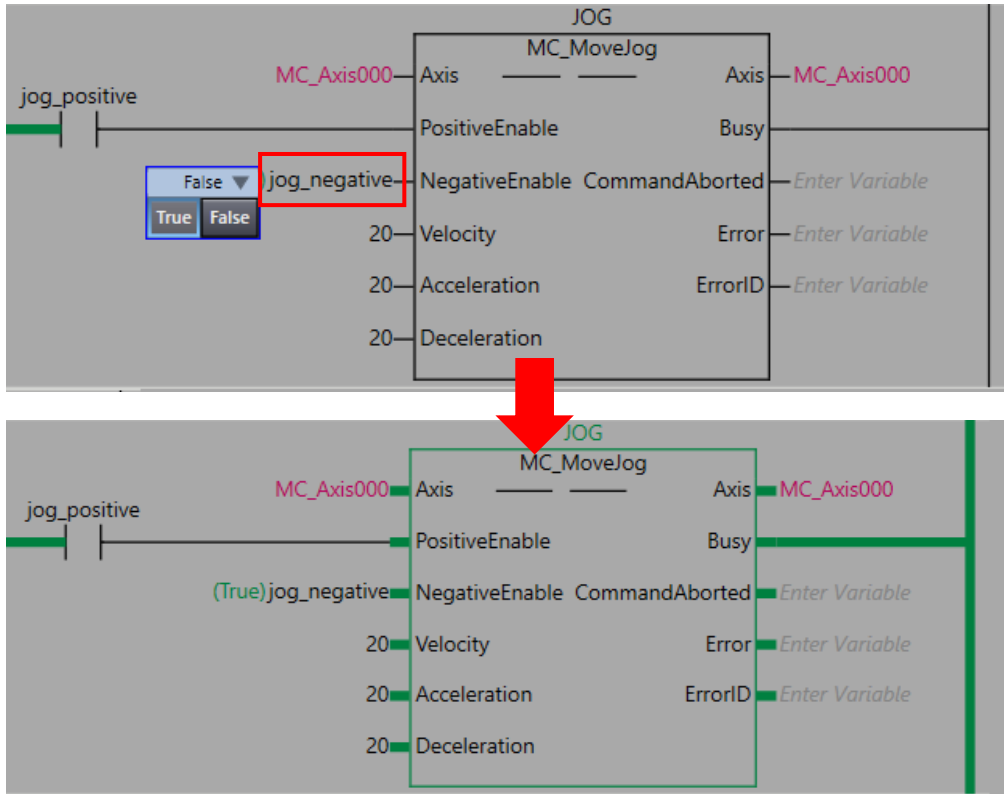 JOG
MC_MoveJog
MC_Axis000 Axis Axis MC_Axis000
jog_positive
PositiveEnable Busy
False ▼ )jog_negative NegativeEnable CommandAborted Enter Variable
True False
20 Velocity Error Enter Variable
20 Acceleration ErrorID Enter Variable
20 Deceleration
JOG
MC_MoveJog
MC_Axis000 Axis Axis MC_Axis000
jog_positive
PositiveEnable Busy
(True)jog_negative NegativeEnable CommandAborted Enter Variable
20 Velocity Error Enter Variable
20 Acceleration ErrorID Enter Variable
20 Deceleration